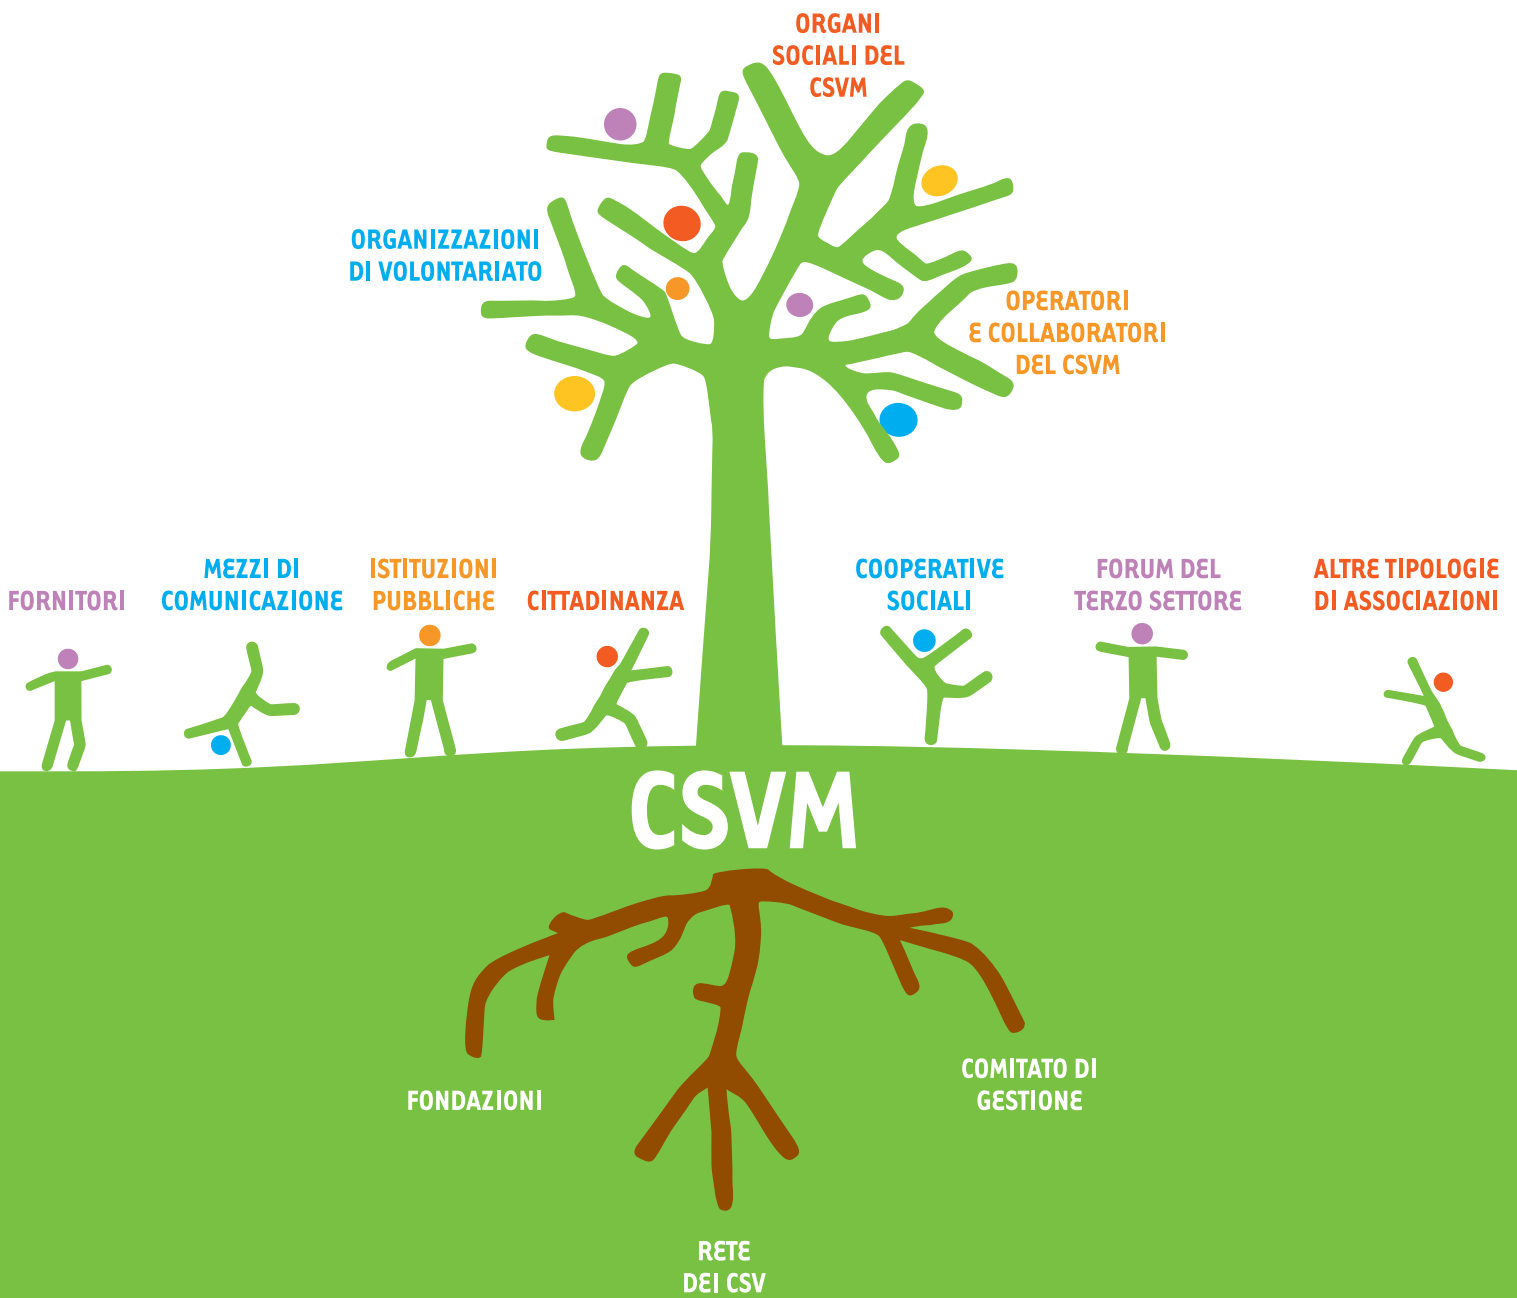 ORGANI
SOCIALI DEL
CSVM
ORGANIZZAZIONI
DI VOLONTARIATO
OPERATORI
E COLLABORATORI
DEL CSVM
FORNITORI
MEZZI DI
COMUNICAZIONE
ISTITUZIONI
PUBBLICHE
CITTADINANZA
COOPERATIVE
SOCIALI
FORUM DEL
TERZO SETTORE
ALTRE TIPOLOGIE
DI ASSOCIAZIONI
CSVM
FONDAZIONI
COMITATO DI
GESTIONE
RETE
DEI CSV